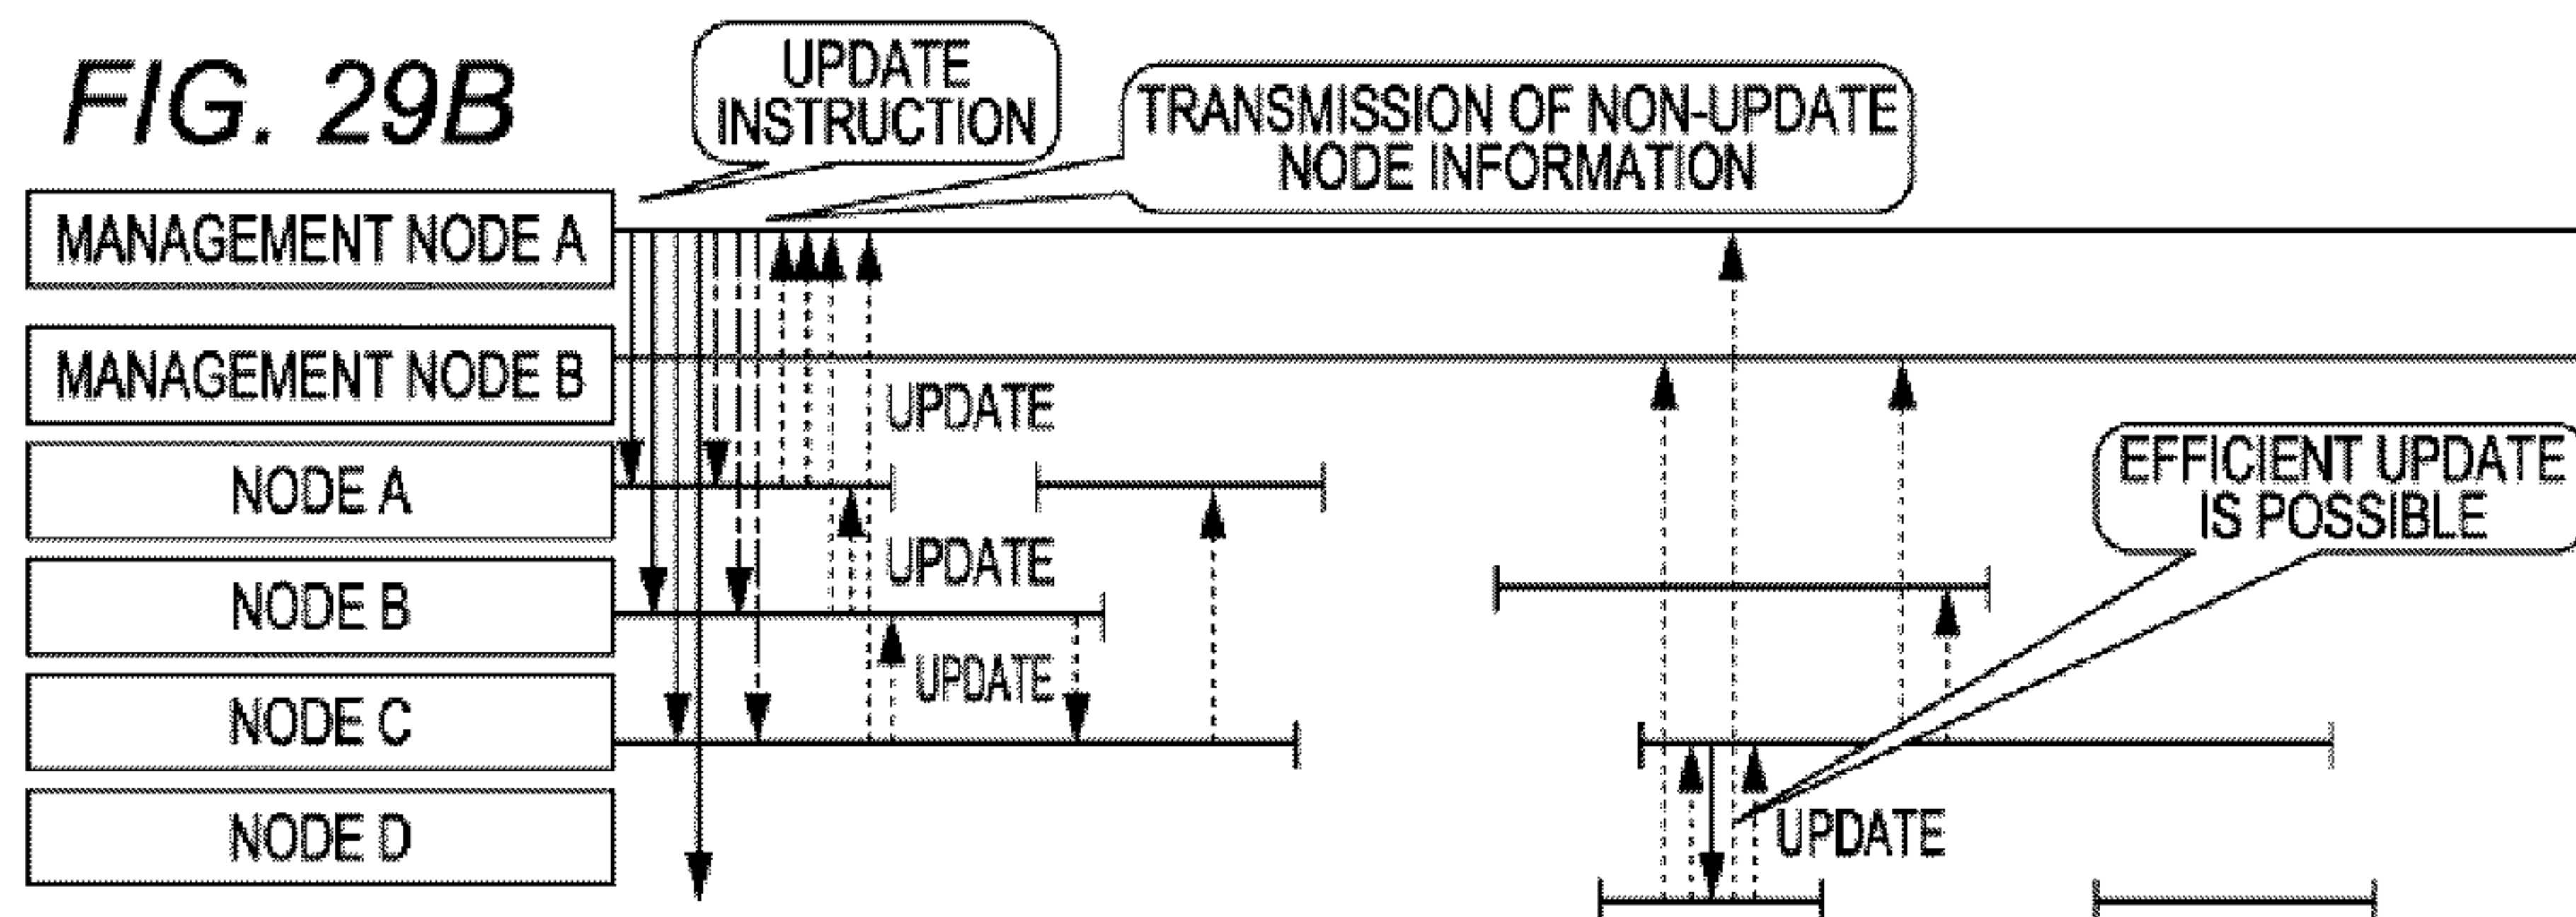 FIG. 29B
UPDATE
INSTRUCTION
TRANSMISSION OF NON-UPDATE
NODE INFORMATION
MANAGEMENT NODE A
MANAGEMENT NODE B
UPDATE
NODE A
EFFICIENT UPDATE
IS POSSIBLE
UPDATE
NODE B
UPDATE
NODE C
NODE D
UPDATE